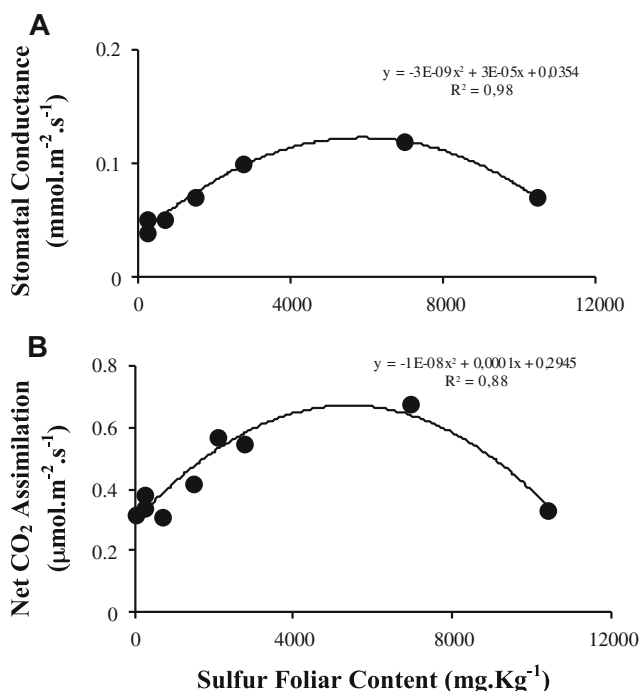 A
y = -3E-09x² + 3E-05x + 0,0354
R² = 0,98
Stomatal Conductance
(mmol.m⁻².s⁻¹)
0.2
0.1
0
0 4000 8000 12000
B
y = -1E-08x² + 0,0001x + 0,2945
R² = 0,88
Net CO₂ Assimilation
(μmol.m⁻².s⁻¹)
0.8
0.6
0.4
0.2
0
0 4000 8000 12000
Sulfur Foliar Content (mg.Kg⁻¹)